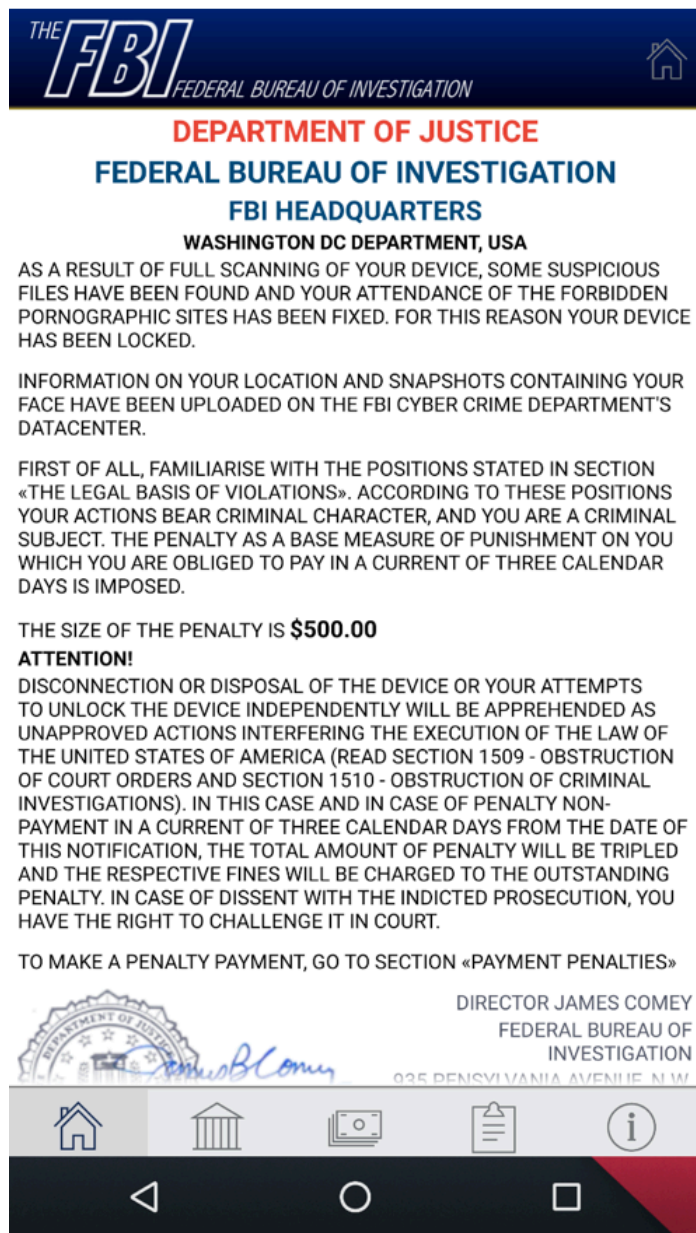 THE
FBI
FEDERAL BUREAU OF INVESTIGATION
DEPARTMENT OF JUSTICE
FEDERAL BUREAU OF INVESTIGATION
FBI HEADQUARTERS
WASHINGTON DC DEPARTMENT, USA
AS A RESULT OF FULL SCANNING OF YOUR DEVICE, SOME SUSPICIOUS
FILES HAVE BEEN FOUND AND YOUR ATTENDANCE OF THE FORBIDDEN
PORNOGRAPHIC SITES HAS BEEN FIXED. FOR THIS REASON YOUR DEVICE
HAS BEEN LOCKED.
INFORMATION ON YOUR LOCATION AND SNAPSHOTS CONTAINING YOUR
FACE HAVE BEEN UPLOADED ON THE FBI CYBER CRIME DEPARTMENT'S
DATACENTER.
FIRST OF ALL, FAMILIARISE WITH THE POSITIONS STATED IN SECTION
«THE LEGAL BASIS OF VIOLATIONS». ACCORDING TO THESE POSITIONS
YOUR ACTIONS BEAR CRIMINAL CHARACTER, AND YOU ARE A CRIMINAL
SUBJECT. THE PENALTY AS A BASE MEASURE OF PUNISHMENT ON YOU
WHICH YOU ARE OBLIGED TO PAY IN A CURRENT OF THREE CALENDAR
DAYS IS IMPOSED.
THE SIZE OF THE PENALTY IS $500.00
ATTENTION!
DISCONNECTION OR DISPOSAL OF THE DEVICE OR YOUR ATTEMPTS
TO UNLOCK THE DEVICE INDEPENDENTLY WILL BE APPREHENDED AS
UNAPPROVED ACTIONS INTERFERING THE EXECUTION OF THE LAW OF
THE UNITED STATES OF AMERICA (READ SECTION 1509 - OBSTRUCTION
OF COURT ORDERS AND SECTION 1510 - OBSTRUCTION OF CRIMINAL
INVESTIGATIONS). IN THIS CASE AND IN CASE OF PENALTY NON-
PAYMENT IN A CURRENT OF THREE CALENDAR DAYS FROM THE DATE OF
THIS NOTIFICATION, THE TOTAL AMOUNT OF PENALTY WILL BE TRIPLED
AND THE RESPECTIVE FINES WILL BE CHARGED TO THE OUTSTANDING
PENALTY. IN CASE OF DISSENT WITH THE INDICTED PROSECUTION, YOU
HAVE THE RIGHT TO CHALLENGE IT IN COURT.
TO MAKE A PENALTY PAYMENT, GO TO SECTION «PAYMENT PENALTIES»
DEPARTMENT OF JUSTICE
James B Comey
DIRECTOR JAMES COMEY
FEDERAL BUREAU OF
INVESTIGATION
935 PENSYLVANIA AVENUE, N.W.